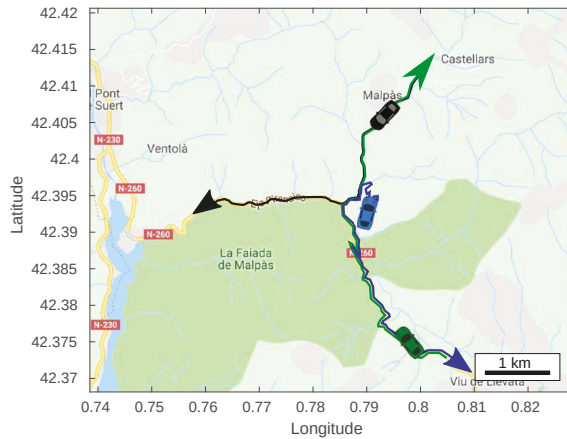 42.42
42.415
42.41
42.405
42.4
42.395
42.39
42.385
42.38
42.375
42.37
Latitude
0.74
0.75
0.76
0.77
0.78
0.79
0.8
0.81
0.82
Longitude
Castellars
Malpàs
Pont
de Suert
N-230
Ventolà
N-260
N-260
La Faiada
de Malpàs
N-260
N-230
1 km
Viu de Llevata